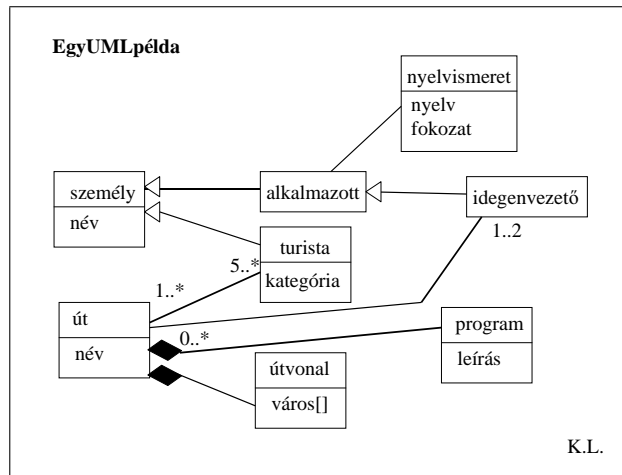 EgyUMLpélda
nyelvismeret
nyelv
fokozat
személy
név
alkalmazott
idegenvezető
1..2
turista
kategória
5..*
1..*
út
név
0..*
program
leírás
útvonal
város[]
K.L.